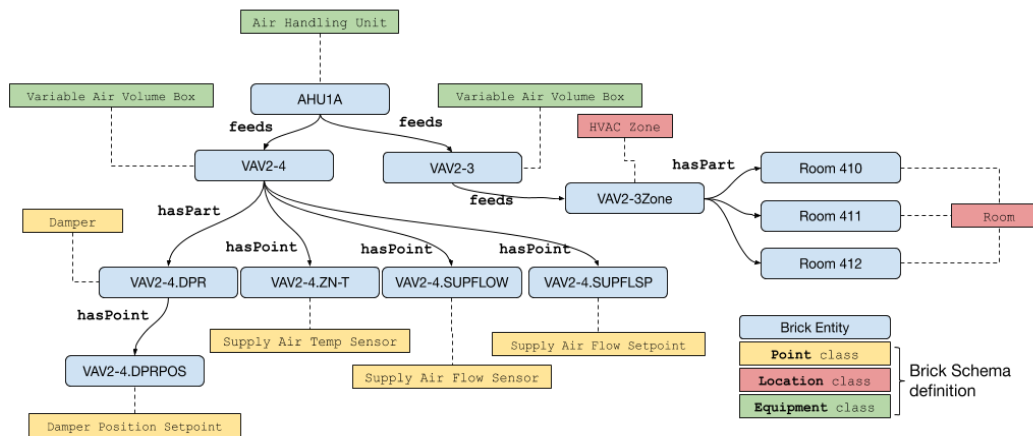 Air Handling Unit
Variable Air Volume Box
AHU1A
Variable Air Volume Box
feeds
feeds
HVAC Zone
VAV2-4
VAV2-3
hasPart
Room 410
feeds
VAV2-3Zone
Damper
hasPart
Room 411
Room
hasPoint
hasPoint
hasPoint
Room 412
VAV2-4.DPR
VAV2-4.ZN-T
VAV2-4.SUPFLOW
VAV2-4.SUPFLSP
hasPoint
Supply Air Temp Sensor
Supply Air Flow Setpoint
Brick Entity
Point class
VAV2-4.DPRPOS
Supply Air Flow Sensor
Location class
Brick Schema
definition
Equipment class
Damper Position Setpoint